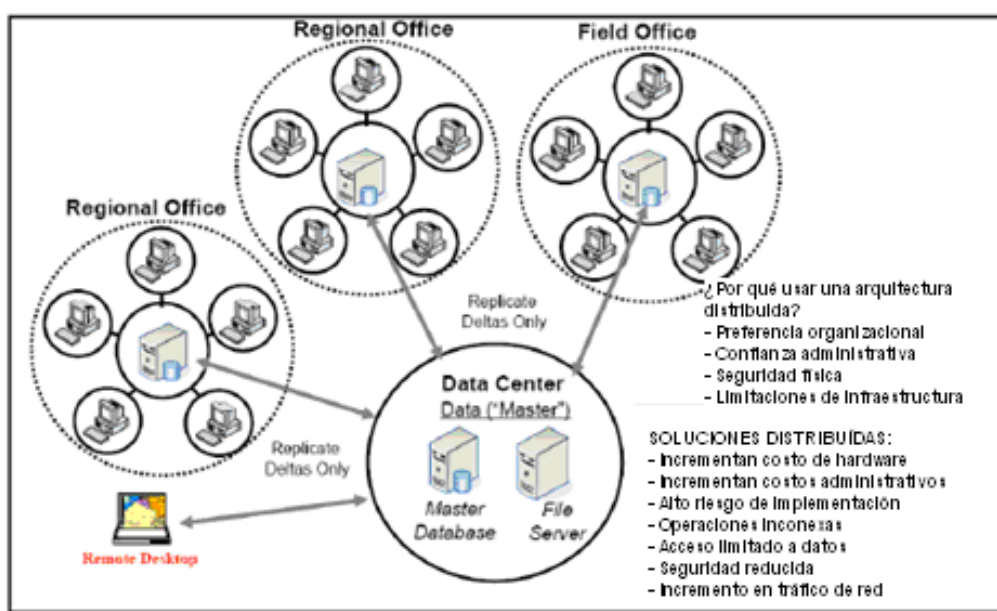 Regional Office
Field Office
Regional Office
Replicate
Deltas Only
¿Por qué usar una arquitectura
distribuida?
- Preferencia organizacional
- Confianza administrativa
- Seguridad física
- Limitaciones de infraestructura
Data Center
Data ("Master")
Master
Database
File
Server
Replicate
Deltas Only
Remote Desktop
SOLUCIONES DISTRIBUÍDAS:
- Incrementan costo de hardware
- Incrementan costos administrativos
- Alto riesgo de implementación
- Operaciones inconexas
- Acceso limitado a datos
- Seguridad reducida
- Incremento en tráfico de red